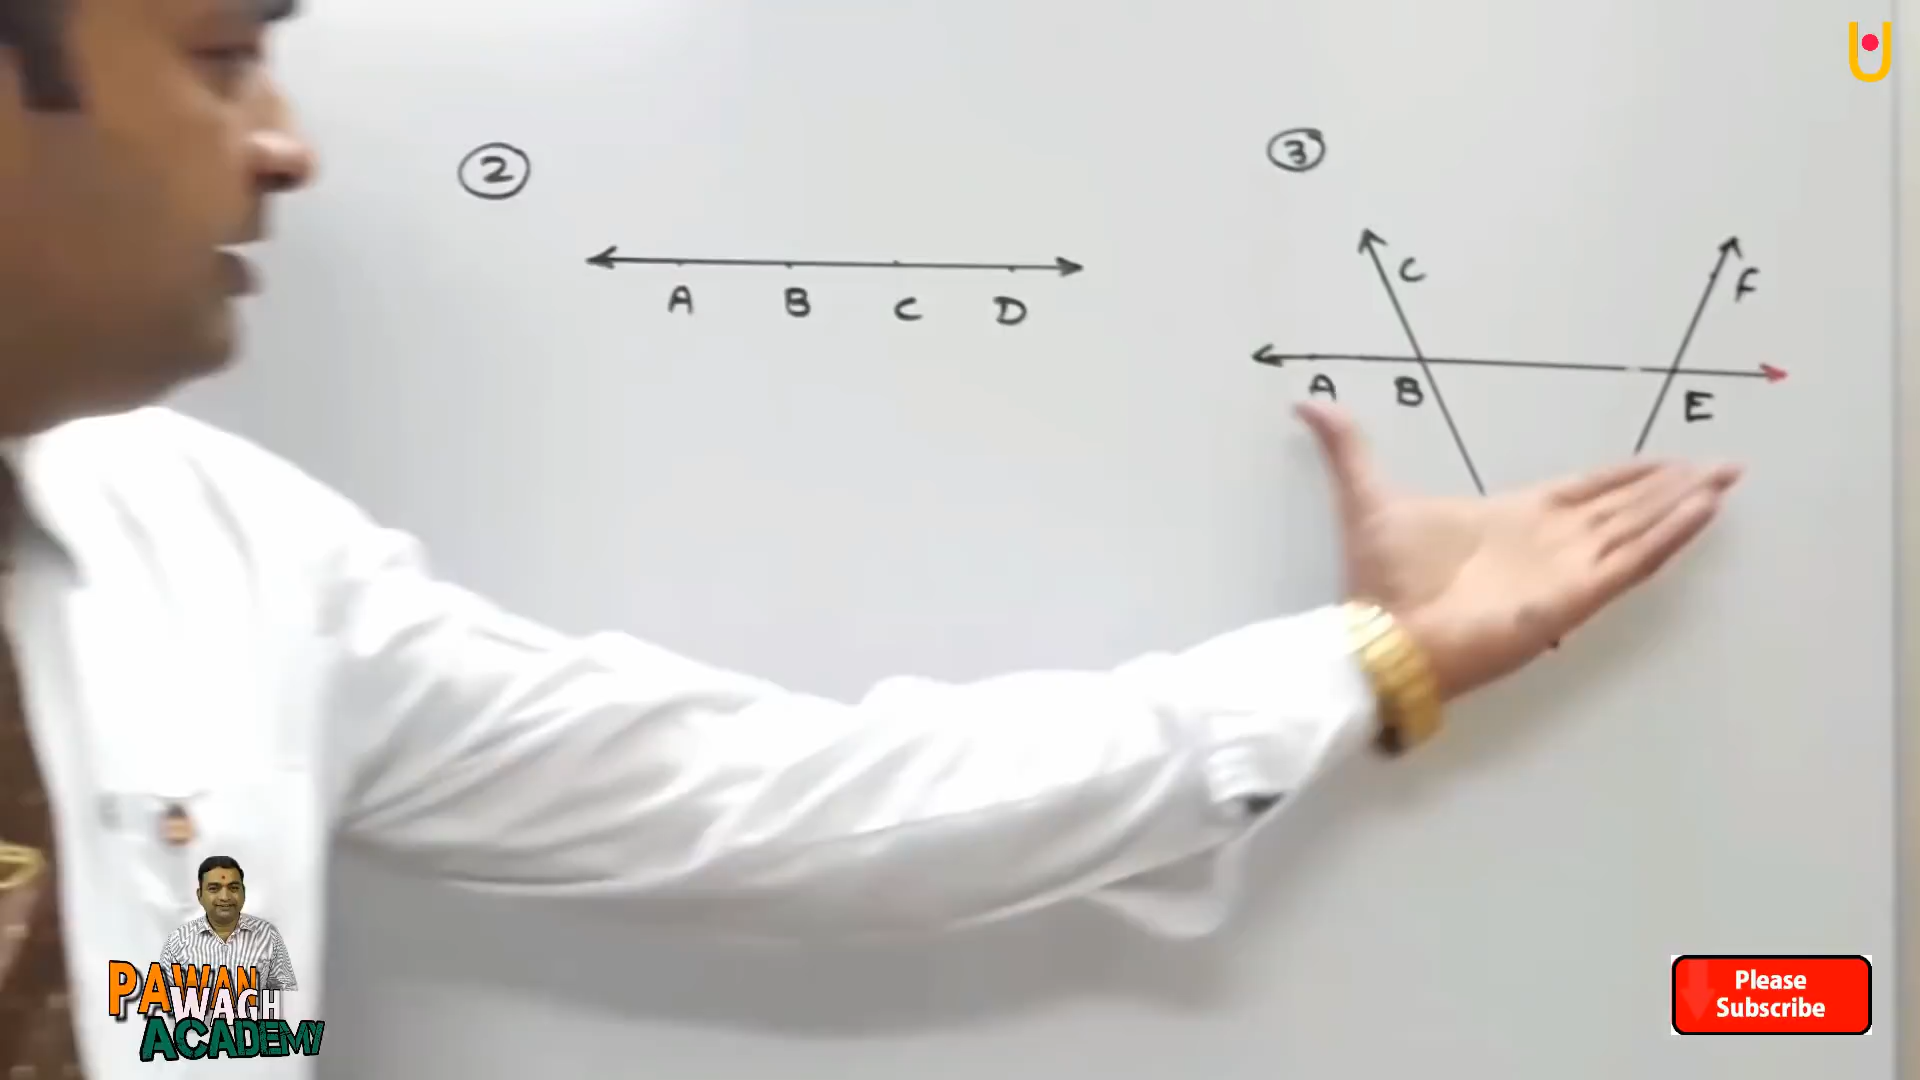 2
A B C D
3
C
F
A B
E
PAWAN
WAGH
ACADEMY
Please
Subscribe